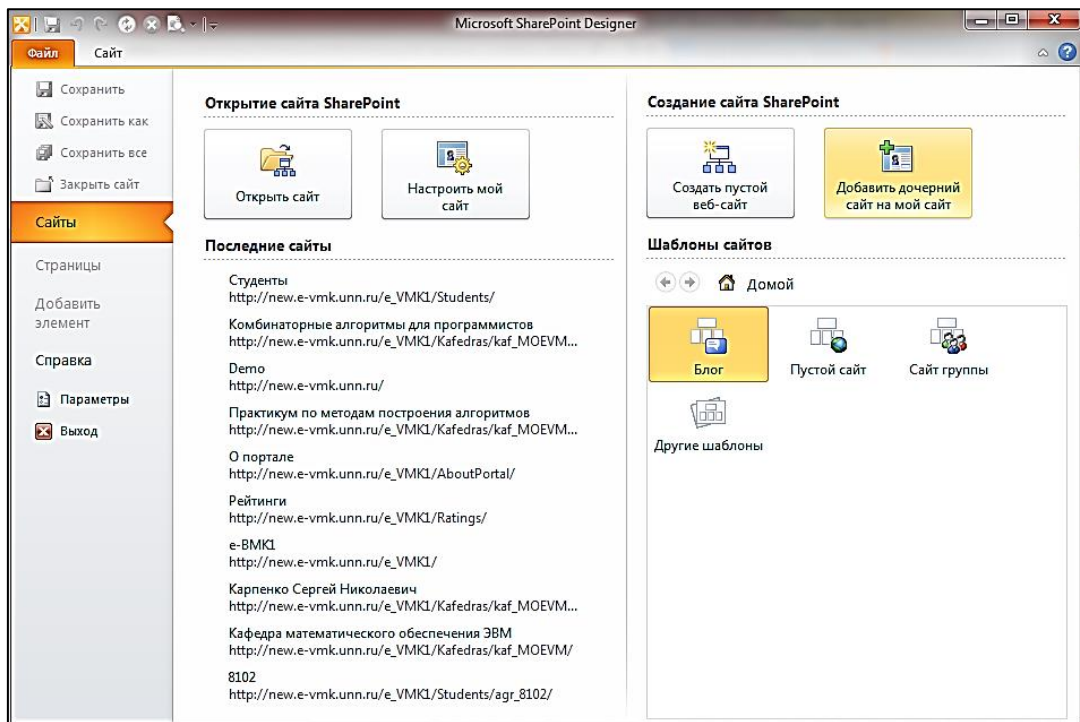 Microsoft SharePoint Designer
Файл
Сайт
Сохранить
Сохранить как
Сохранить все
Закрыть сайт
Сайты
Страницы
Добавить
элемент
Справка
Параметры
Выход
Открытие сайта SharePoint
Открыть сайт
Настроить мой
сайт
Последние сайты
Студенты
http://new.e-vmk.unn.ru/e_VMK1/Students/
Комбинаторные алгоритмы для программистов
http://new.e-vmk.unn.ru/e_VMK1/Kafedras/kaf_MOEVM...
Demo
http://new.e-vmk.unn.ru/
Практикум по методам построения алгоритмов
http://new.e-vmk.unn.ru/e_VMK1/Kafedras/kaf_MOEVM...
О портале
http://new.e-vmk.unn.ru/e_VMK1/AboutPortal/
Рейтинги
http://new.e-vmk.unn.ru/e_VMK1/Ratings/
е-ВМК1
http://new.e-vmk.unn.ru/e_VMK1/
Карпенко Сергей Николаевич
http://new.e-vmk.unn.ru/e_VMK1/Kafedras/kaf_MOEVM...
Кафедра математического обеспечения ЭВМ
http://new.e-vmk.unn.ru/e_VMK1/Kafedras/kaf_MOEVM/
8102
http://new.e-vmk.unn.ru/e_VMK1/Students/agr_8102/
Создание сайта SharePoint
Создать пустой
веб-сайт
Добавить дочерний
сайт на мой сайт
Шаблоны сайтов
Домой
Блог
Пустой сайт
Сайт группы
Другие шаблоны